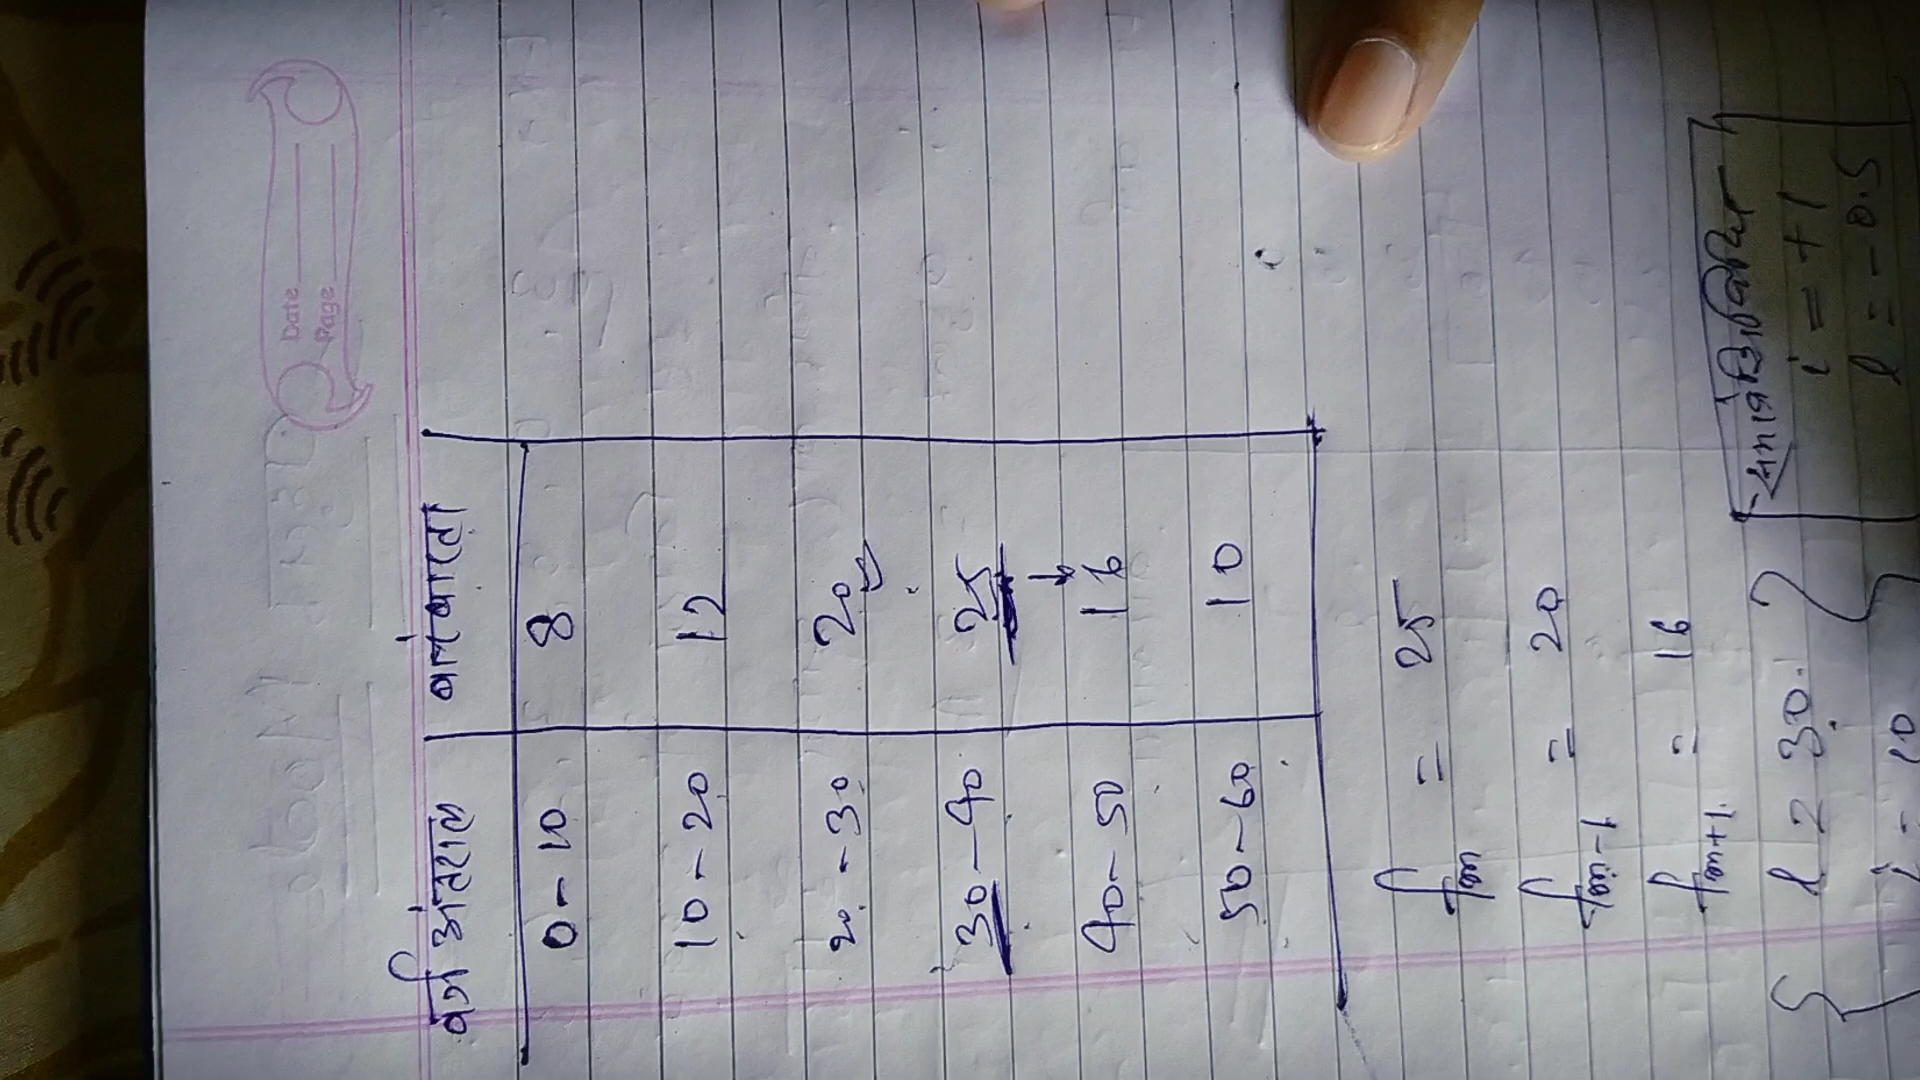 Date
Page
वर्ग अंतराल बारंबारता
0-10 8
10-20 12
20-30 20
30-40 25
40-50 16
50-60 10
fm = 25
fm-1 = 20
fm+1 = 16
l = 30
i = 10
i = +1
l = -0.5